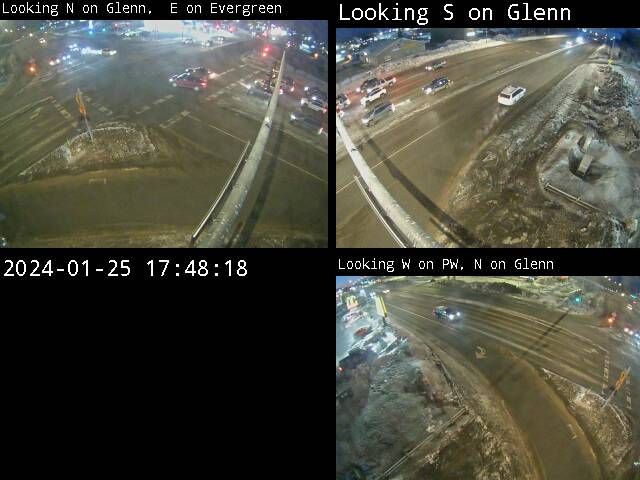 Looking N on Glenn,  E on Evergreen
Looking S on Glenn
2024-01-25 17:48:18
Looking W on PW, N on Glenn